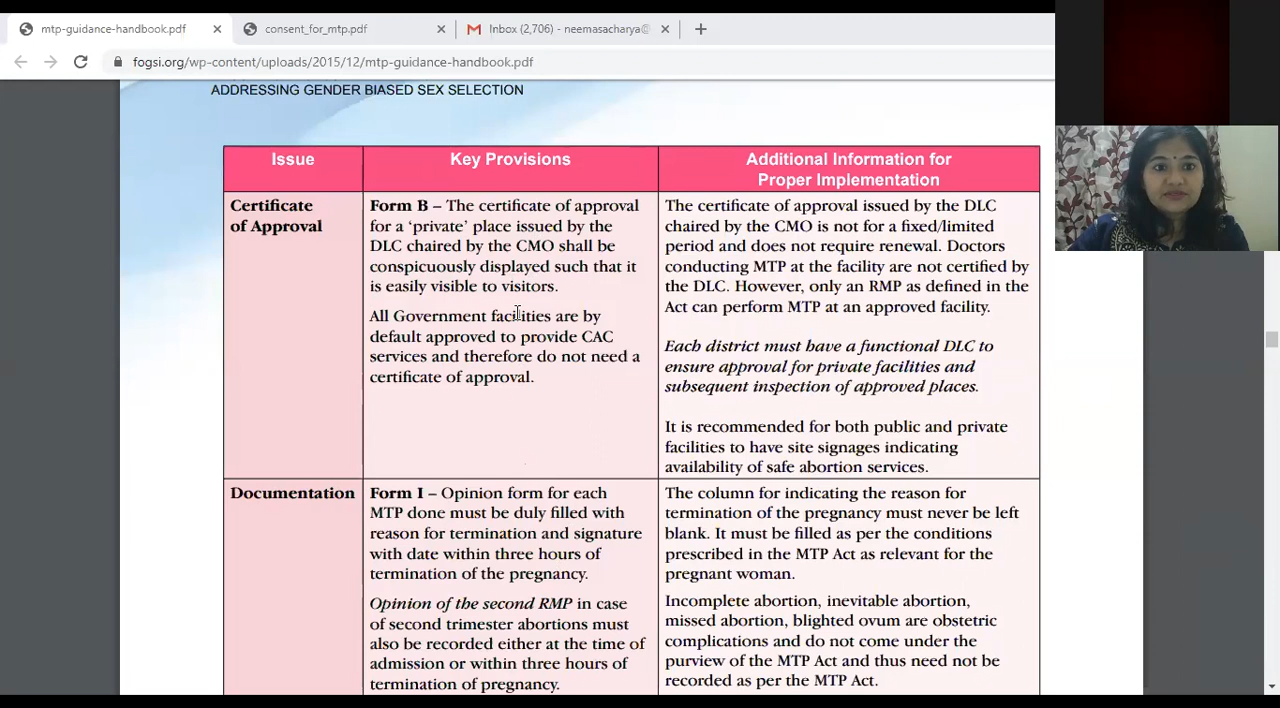 mtp-guidance-handbook.pdf
consent_for_mtp.pdf
Inbox (2,706) - neemasacharya@
fogsi.org/wp-content/uploads/2015/12/mtp-guidance-handbook.pdf
ADDRESSING GENDER BIASED SEX SELECTION
Issue
Key Provisions
Additional Information for
Proper Implementation
Certificate
of Approval
Form B – The certificate of approval
for a ‘private’ place issued by the
DLC chaired by the CMO shall be
conspicuously displayed such that it
is easily visible to visitors.
All Government facilities are by
default approved to provide CAC
services and therefore do not need a
certificate of approval.
The certificate of approval issued by the DLC
chaired by the CMO is not for a fixed/limited
period and does not require renewal. Doctors
conducting MTP at the facility are not certified by
the DLC. However, only an RMP as defined in the
Act can perform MTP at an approved facility.
Each district must have a functional DLC to
ensure approval for private facilities and
subsequent inspection of approved places.
It is recommended for both public and private
facilities to have site signages indicating
availability of safe abortion services.
Documentation
Form I – Opinion form for each
MTP done must be duly filled with
reason for termination and signature
with date within three hours of
termination of the pregnancy.
Opinion of the second RMP in case
of second trimester abortions must
also be recorded either at the time of
admission or within three hours of
termination of pregnancy.
The column for indicating the reason for
termination of the pregnancy must never be left
blank. It must be filled as per the conditions
prescribed in the MTP Act as relevant for the
pregnant woman.
Incomplete abortion, inevitable abortion,
missed abortion, blighted ovum are obstetric
complications and do not come under the
purview of the MTP Act and thus need not be
recorded as per the MTP Act.